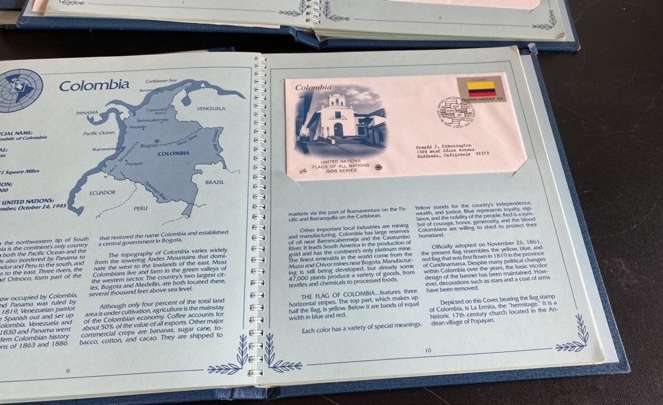 Colombia
Caribbean Sea
PANAMA
VENEZUELA
Barranquilla
Pacific Ocean
Medellin
Buenaventura
Bogota
COLOMBIA
Popayan
ECUADOR
BRAZIL
PERU
CIAL NAME:
blic of Colombia
Square Miles
ON:
UNITED NATIONS:
mber; October 24, 1945
n the northwestern tip of South
is the continent's only country
n both the Pacific and the
que also joined by Panama to
uador and Peru to the south, and
to the east. Three rivers, the
nd Orinoco, form part of the
now occupied by Colombia,
and Panama was ruled by
1819, Venezuelan patriot
e Spanish out and set up
Colombia. Venezuela and
1830 and Panama went
dern Colombian history
ons of 1863 and 1886
that restored the name Colombia and established
a central government in Bogota.
The topography of Colombia varies widely
from the towering Andes Mountains that domi-
nate the west to the lowlands of the east. Most
Colombians live and farm in the green valleys of
the western sector. The country's two largest cit-
ies, Bogota and Medellin, are both located there,
several thousand feet above sea level.
Although only four percent of the total land
area is under cultivation, agriculture is the mainstay
of the Colombian economy. Coffee accounts for
about 50% of the value of all exports. Other major
commercial crops are bananas, sugar cane, to-
bacco, cotton, and cacao. They are shipped to
9
Colombia
UNITED NATIONS
FLAGS OF ALL NATIONS
SERIES
Ronald J. Etherington
Avenue
California
markets via the port of Buenaventura on the Pa-
cific and Barranquilla on the Caribbean.
Other important local industries are mining
and manufacturing. Colombia has large reserves
of oil near Barrancabermeja and the Catatumbo
River. It leads South America in the production of
gold and has the continent's only platinum mine.
The finest emeralds in the world come from the
Muzo and Chivor mines near Bogota. Manufactur-
ing is still being developed, but already some
47,000 plants produce a variety of goods, from
textiles and chemicals to processed foods.
THE FLAG OF COLOMBIA...features three
horizontal stripes. The top part, which makes up
half the flag, is yellow. Below it are bands of equal
width in blue and red.
Each color has a variety of special meanings.
Yellow stands for the country's independence,
wealth, and justice. Blue represents loyalty, vigi-
lance, and the nobility of the people. Red is a sym-
bol of courage, honor, generosity, and the blood
Colombians are willing to shed to protect their
homeland.
Officially adopted on November 26, 1861,
the present flag resembles the yellow, blue,
and red flag that was first flown in 1819 in the province
of Cundinamarca. Despite many political changes
within Colombia over the years, the basic tricolor
design of the banner has been maintained. How-
ever, decorations such as stars and a coat of arms
have been removed.
Depicted on this Cover, bearing the flag stamp
of Colombia, is La Ermita, the "hermitage". It is a
historic 17th century church located in the An-
dean village of Popayan.
10